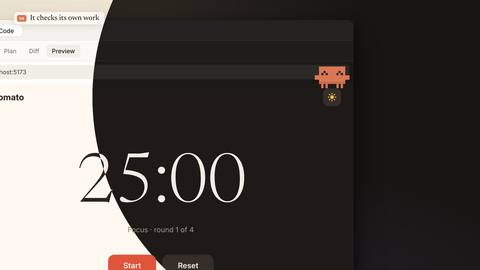 It checks its own work
Code
Plan Diff Preview
host:5173
omato
25:00
Focus · round 1 of 4
Start Reset